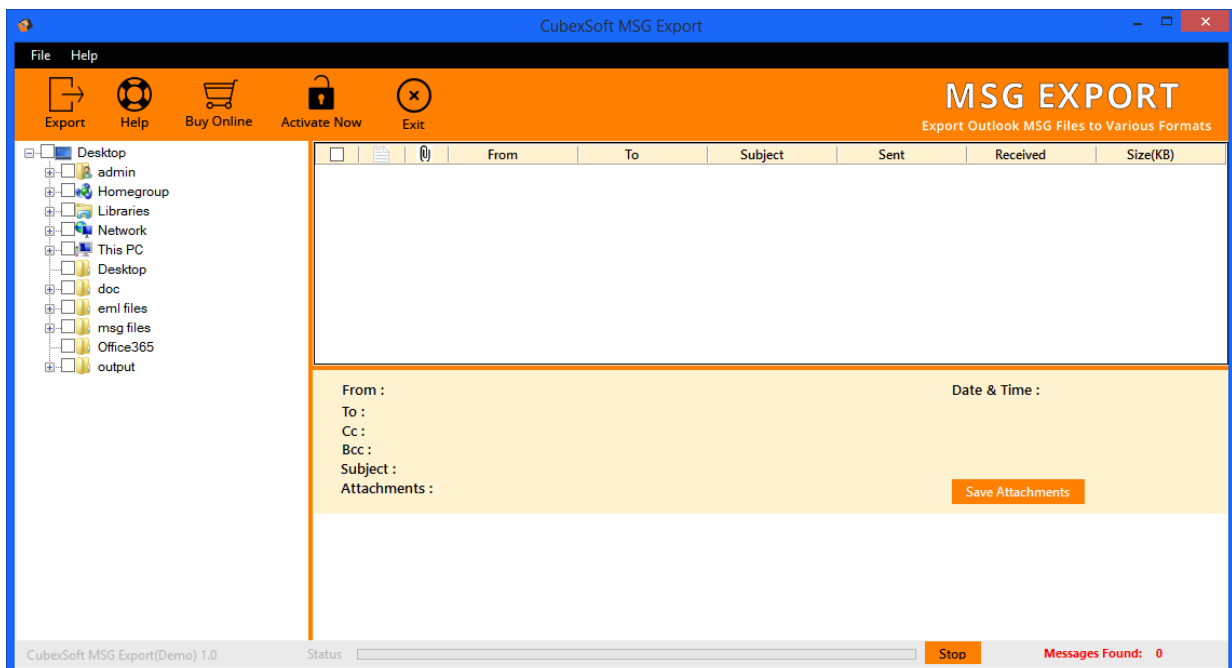 CubexSoft MSG Export
File Help
Export Help Buy Online Activate Now Exit
MSG EXPORT
Export Outlook MSG Files to Various Formats
Desktop
admin
Homegroup
Libraries
Network
This PC
Desktop
doc
eml files
msg files
Office365
output
From To Subject Sent Received Size(KB)
From : Date & Time :
To :
Cc :
Bcc :
Subject :
Attachments : Save Attachments
CubexSoft MSG Export(Demo) 1.0 Status Stop Messages Found: 0